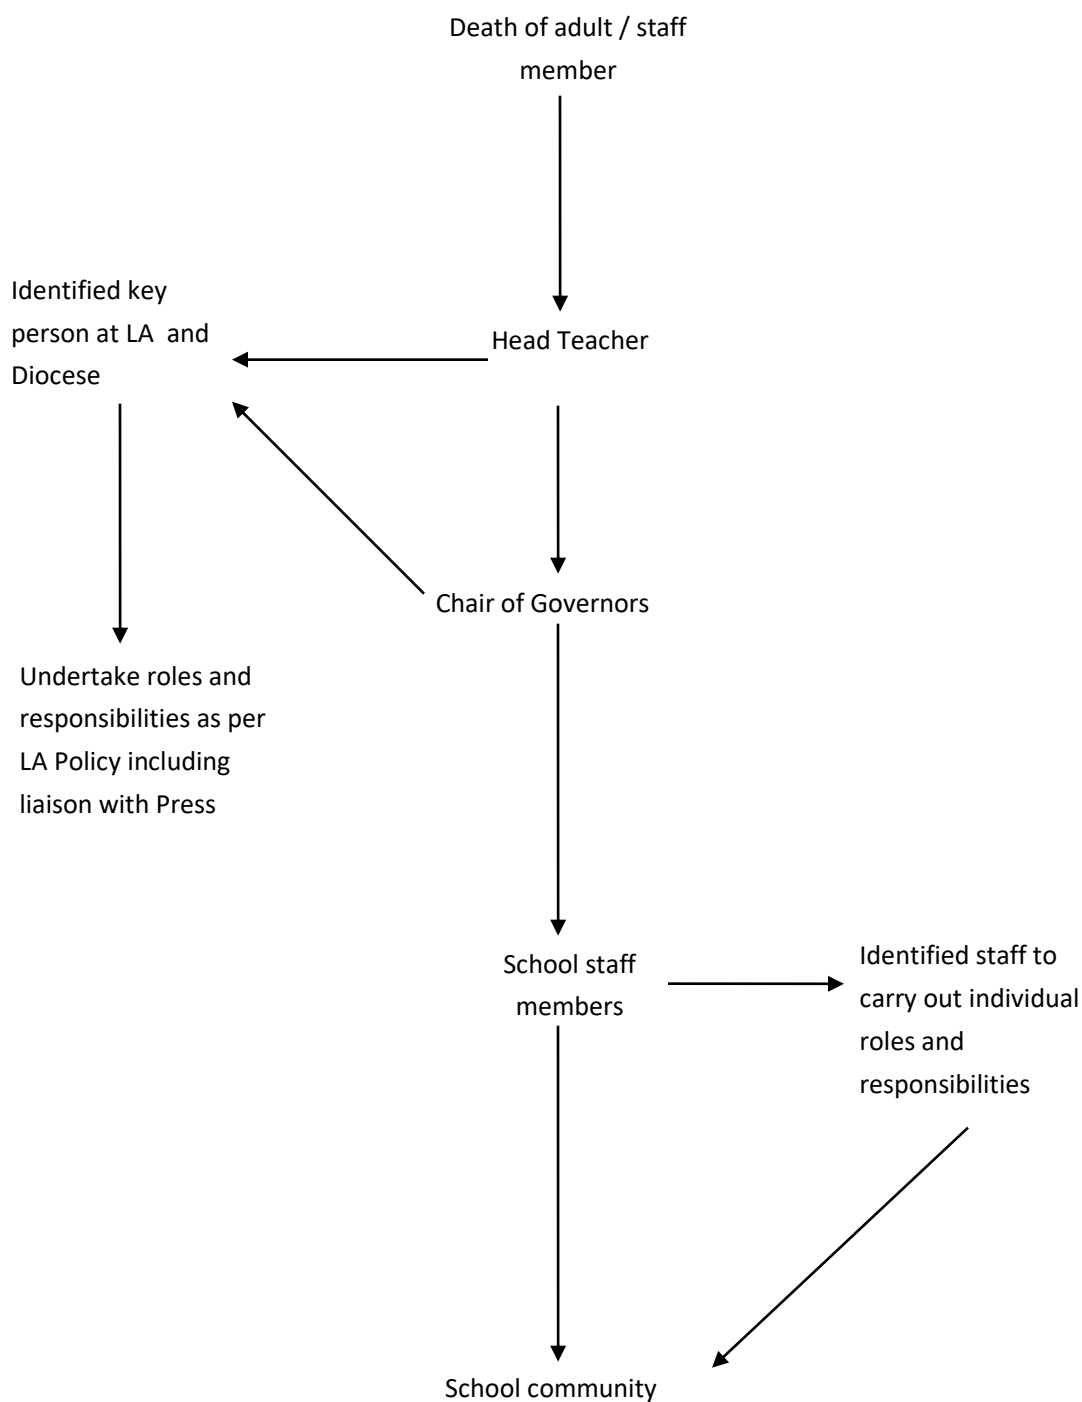 Death of adult / staff
member
Identified key
person at LA  and
Diocese
Head Teacher
Chair of Governors
Undertake roles and
responsibilities as per
LA Policy including
liaison with Press
School staff
members
Identified staff to
carry out individual
roles and
responsibilities
School community